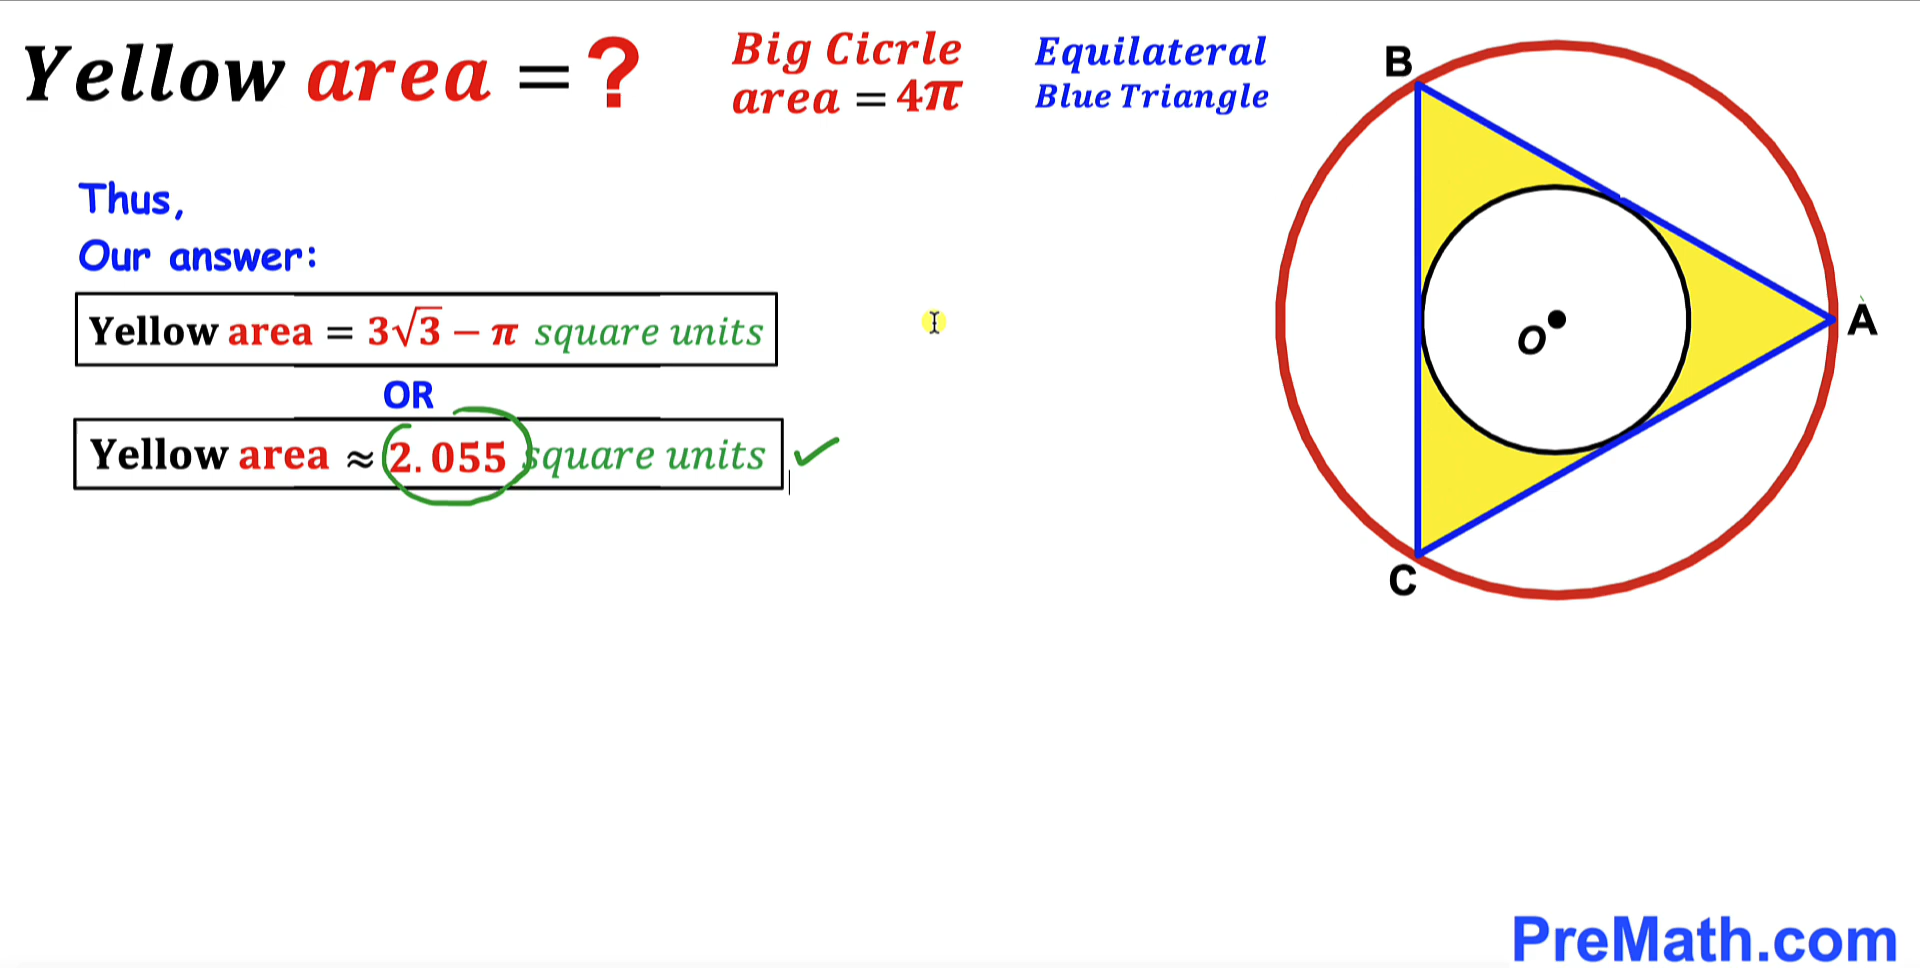 Yellow area = ?
Big Cicrle
area = 4π
Equilateral
Blue Triangle
Thus,
Our answer:
Yellow area = 3√3 − π square units
OR
Yellow area ≈ 2.055 square units
B
A
O
C
PreMath.com